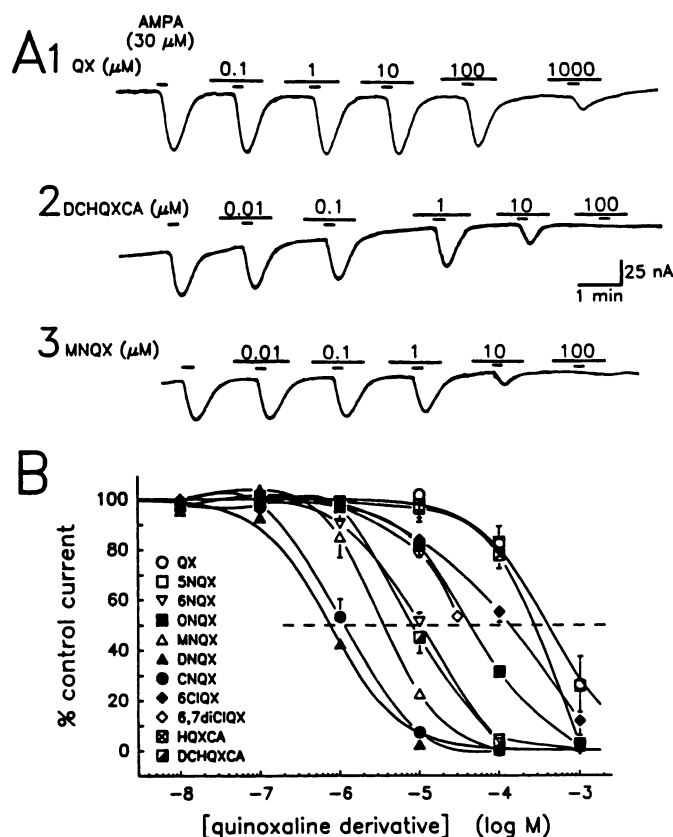 AMPA
(30 μM)
A1 QX (μM) 0.1 1 10 100 1000
2 DCHQXCA (μM) 0.01 0.1 1 10 100
25 nA
1 min
3 MNQX (μM) 0.01 0.1 1 10 100
B
% control current
100
80
60
40
20
0
QX
5NQX
6NQX
ONQX
MNQX
DNQX
CNQX
6ClQX
6,7diClQX
HQXCA
DCHQXCA
-8 -7 -6 -5 -4 -3
[quinoxaline derivative] (log M)